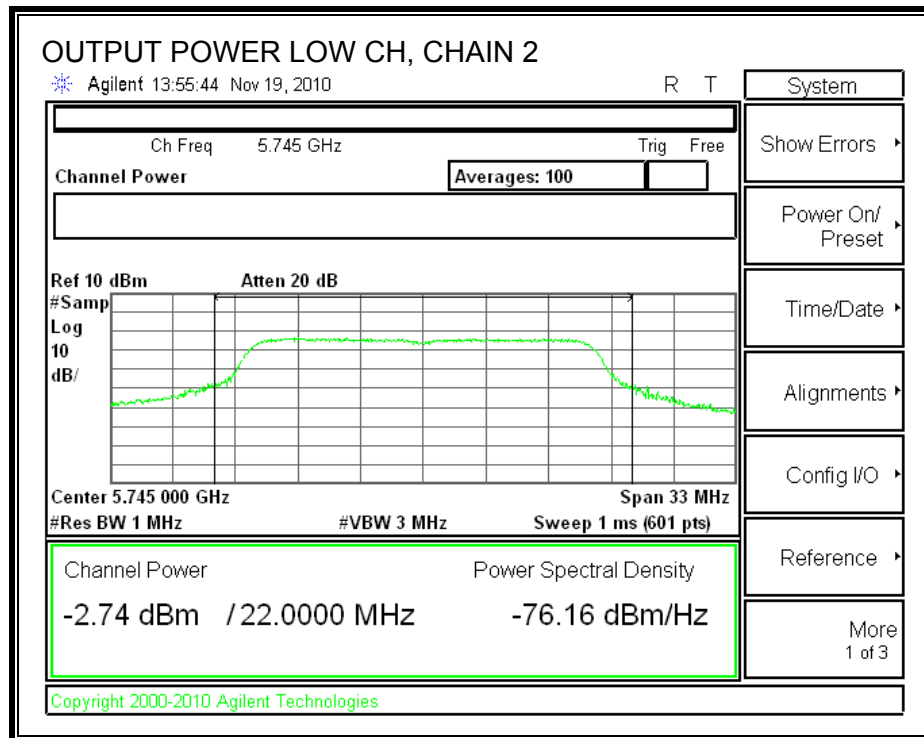 OUTPUT POWER LOW CH, CHAIN 2
Agilent 13:55:44 Nov 19, 2010 R T
System
Ch Freq 5.745 GHz Trig Free
Show Errors
Channel Power
Averages: 100
Power On/
Preset
Ref 10 dBm Atten 20 dB
#Samp
Log
10
dB/
Time/Date
Alignments
Config I/O
Center 5.745 000 GHz Span 33 MHz
#Res BW 1 MHz #VBW 3 MHz Sweep 1 ms (601 pts)
Channel Power Power Spectral Density
-2.74 dBm / 22.0000 MHz -76.16 dBm/Hz
Reference
More
1 of 3
Copyright 2000-2010 Agilent Technologies